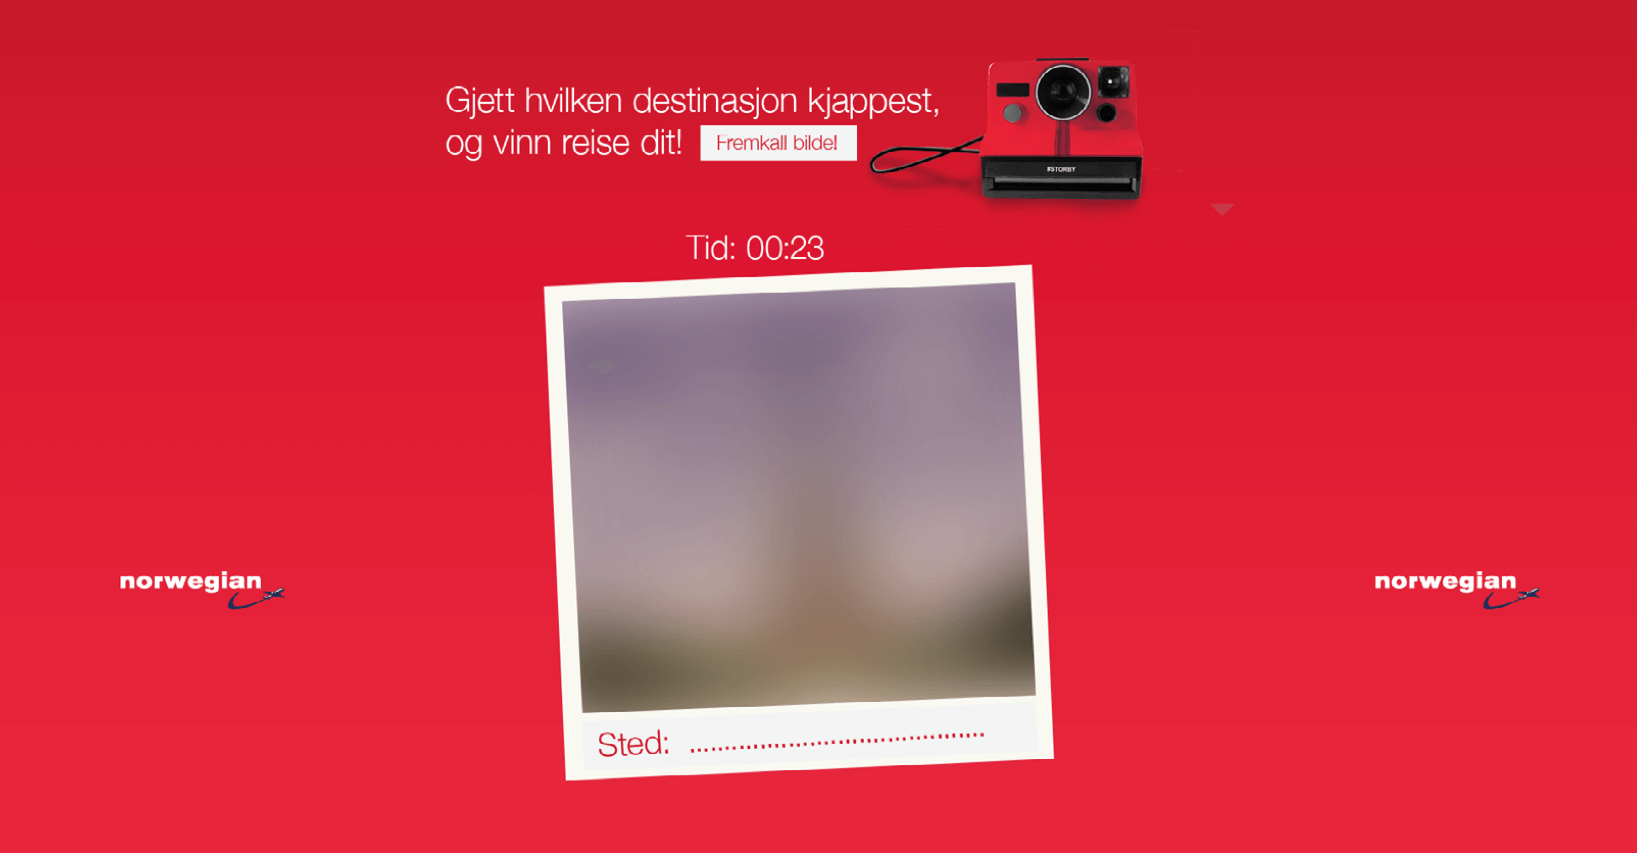 Gjett hvilken destinasjon kjappest,
og vinn reise dit! Fremkall bilde!
#STORBY
Tid: 00:23
norwegian
norwegian
Sted: ..........................................